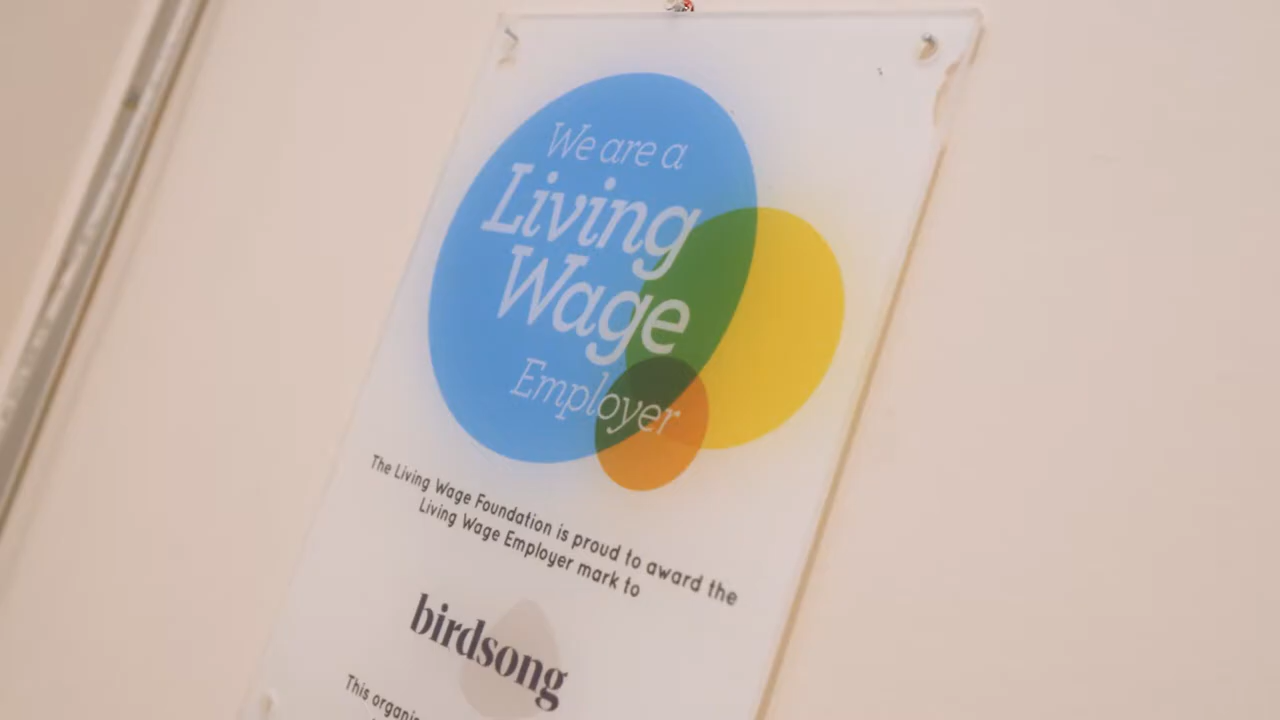 We are a
Living
Wage
Employer
The Living Wage Foundation is proud to award the
Living Wage Employer mark to
birdsong
This